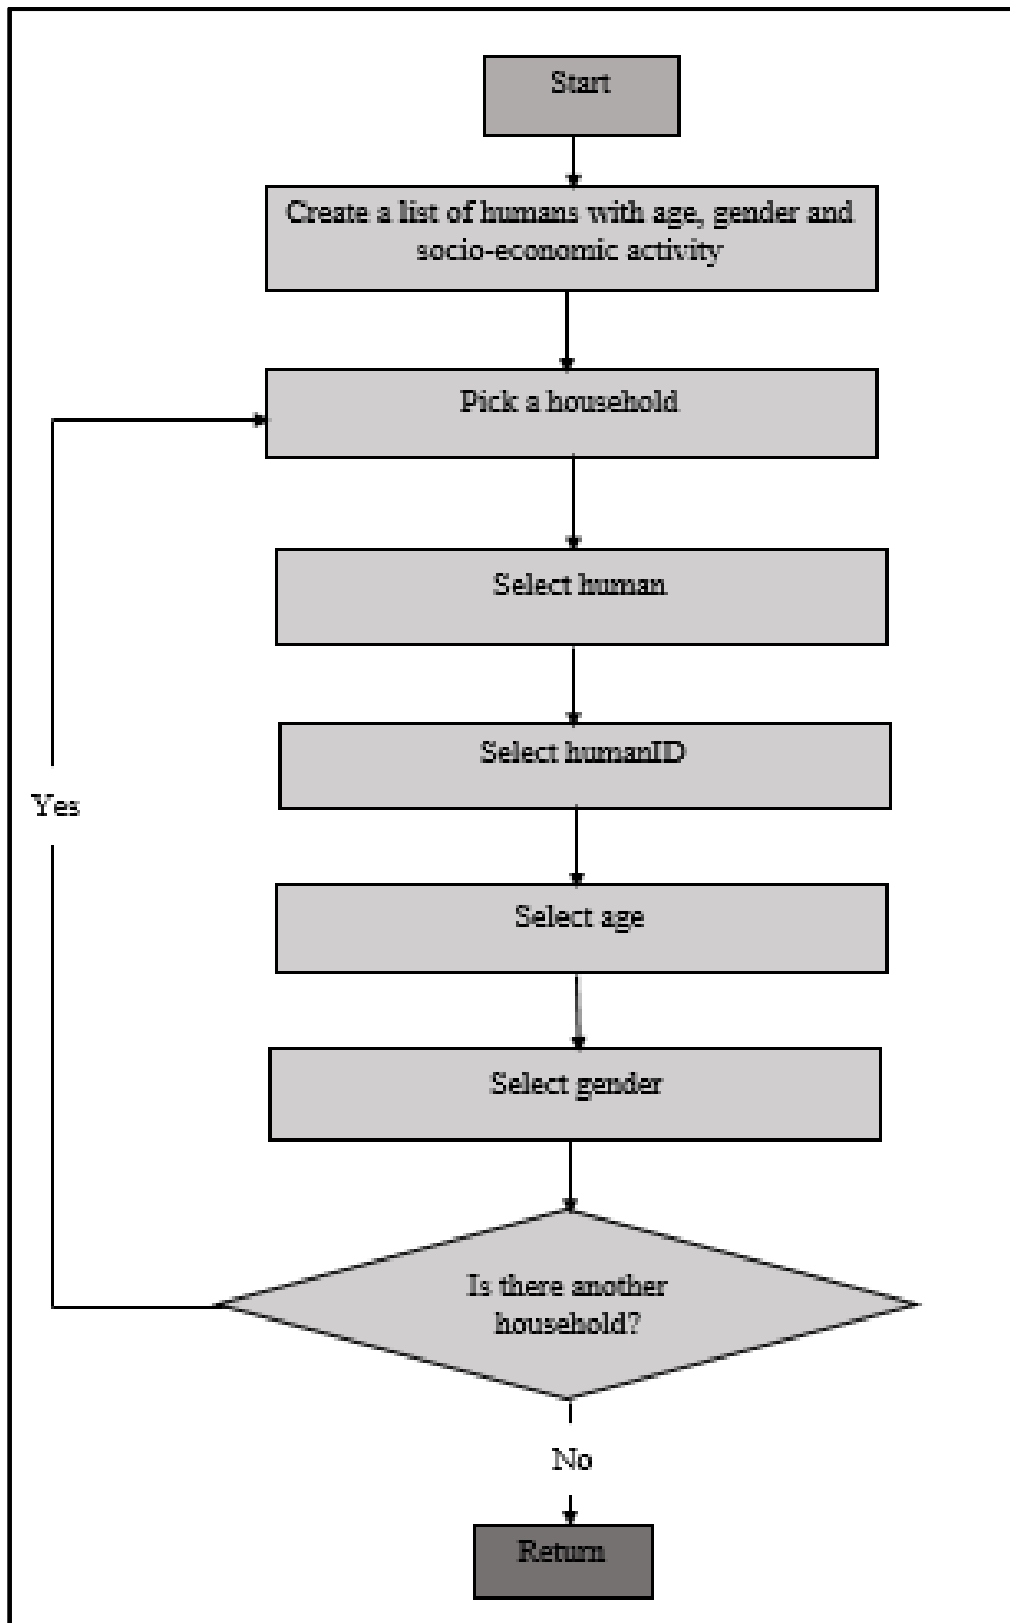 Start
Create a list of humans with age, gender and
socio-economic activity
Pick a household
Select human
Select humanID
Yes
Select age
Select gender
Is there another
household?
No
Return